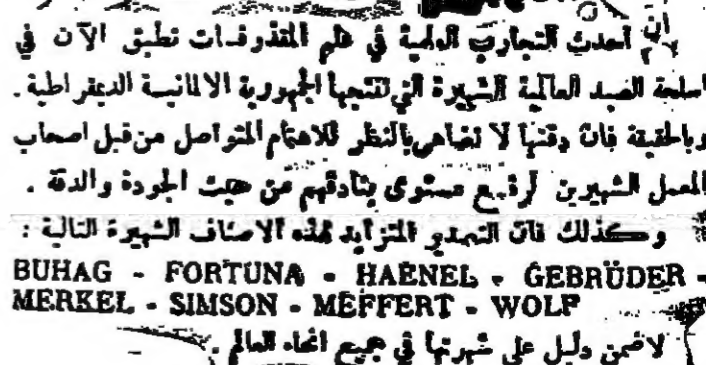 إن أحدث التجارب العلمية في علم المقذوفات تطبق الآن في
اسلحة الصيد العالمية الشهيرة التي تنتجها الجمهورية الالمانية الديمقراطية .
وبالحقيقة فان دقتها لا تضاهى بالنظر للاهتمام المتواصل من قبل اصحاب
المعمل الشهيرين لرفع مستوى بنادقهم من حيث الجودة والدقة .
وكذلك فان التصدير المتزايد لهذه الاصناف الشهيرة التالية :
BUHAG - FORTUNA - HAENEL - GEBRÜDER -
MERKEL - SIMSON - MEFFERT - WOLF
لاضمن دليل على شهرتها في جميع انحاء العالم .